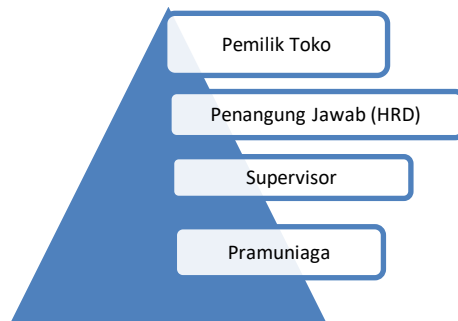 Pemilik Toko
Penangung Jawab (HRD)
Supervisor
Pramuniaga